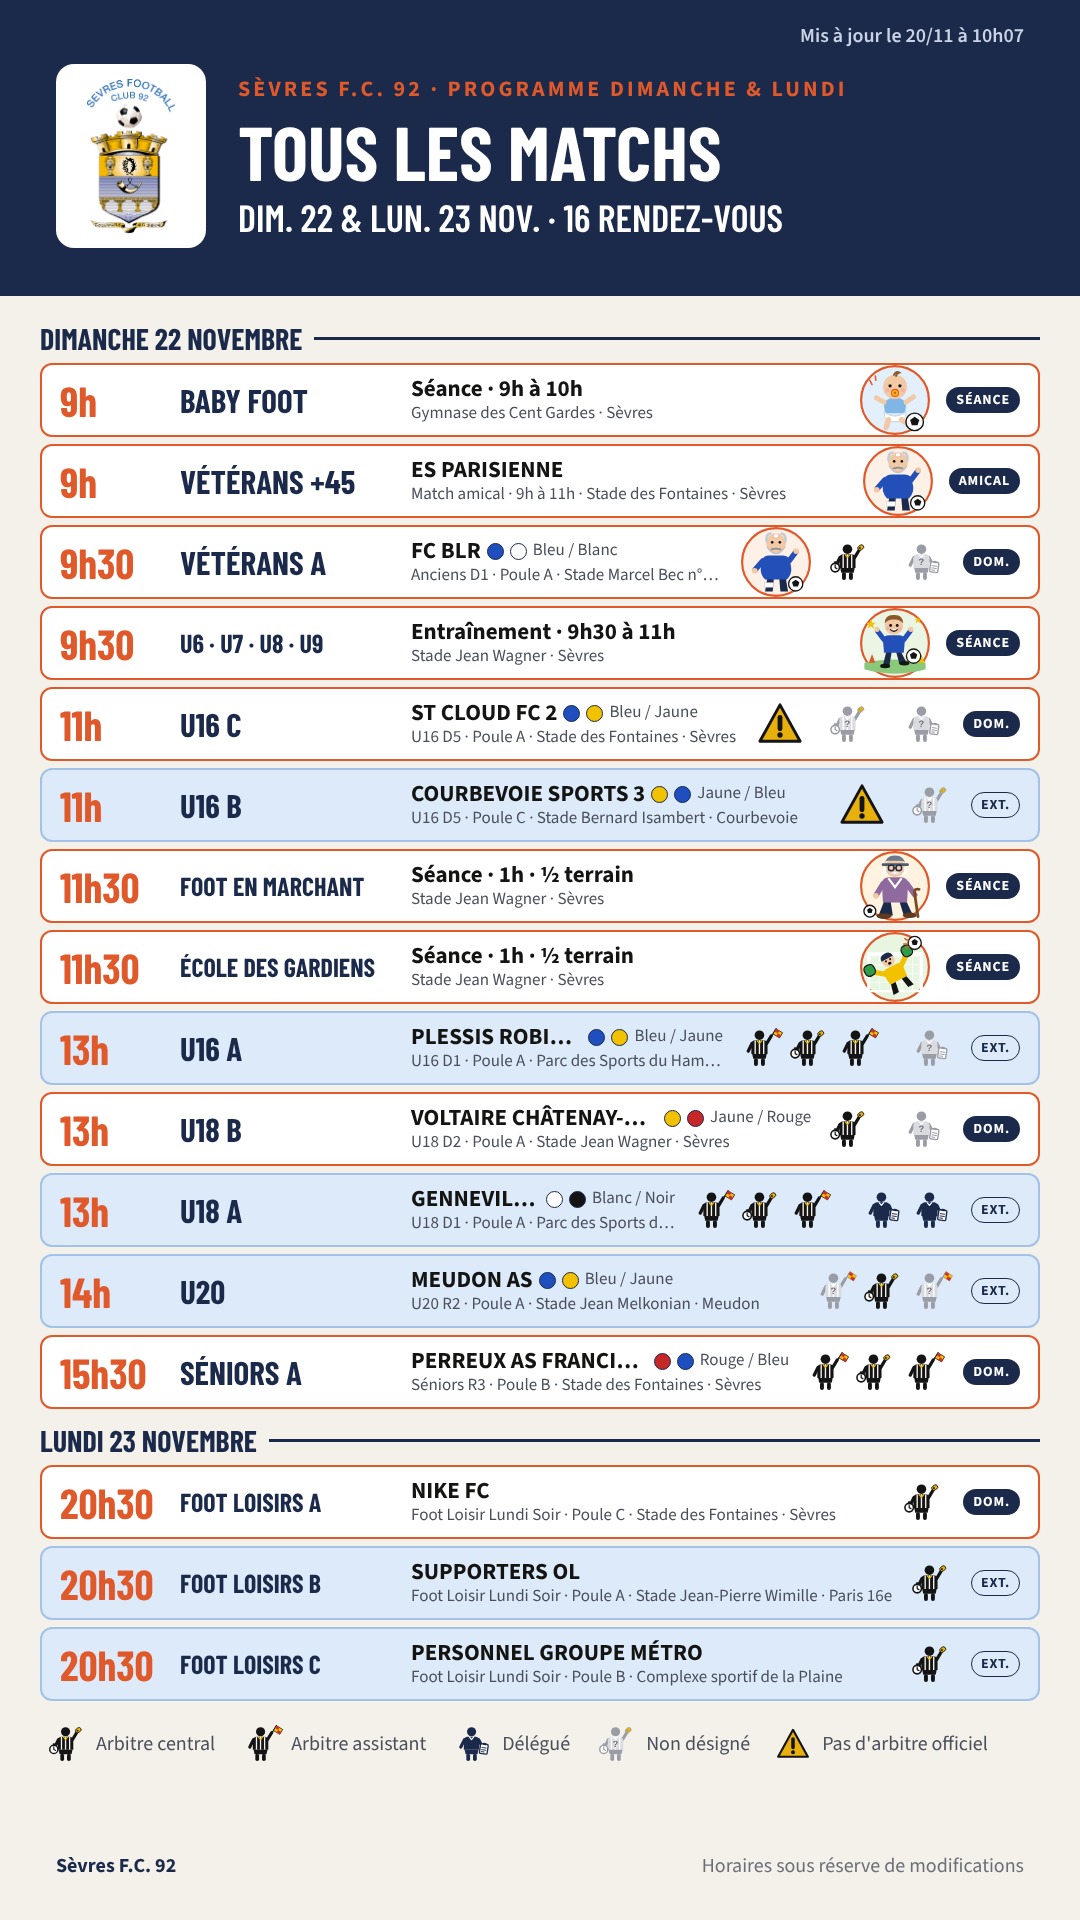 Mis à jour le 20/11 à 10h07
SEVRES FOOTBALL
CLUB 92
SÈVRES F.C. 92 · PROGRAMME DIMANCHE & LUNDI
TOUS LES MATCHS
DIM. 22 & LUN. 23 NOV. · 16 RENDEZ-VOUS
DIMANCHE 22 NOVEMBRE
9h BABY FOOT Séance · 9h à 10h SÉANCE
Gymnase des Cent Gardes · Sèvres
9h VÉTÉRANS +45 ES PARISIENNE AMICAL
Match amical · 9h à 11h · Stade des Fontaines · Sèvres
9h30 VÉTÉRANS A FC BLR Bleu / Blanc DOM.
Anciens D1 · Poule A · Stade Marcel Bec n°...
9h30 U6 · U7 · U8 · U9 Entraînement · 9h30 à 11h SÉANCE
Stade Jean Wagner · Sèvres
11h U16 C ST CLOUD FC 2 Bleu / Jaune DOM.
U16 D5 · Poule A · Stade des Fontaines · Sèvres
11h U16 B COURBEVOIE SPORTS 3 Jaune / Bleu EXT.
U16 D5 · Poule C · Stade Bernard Isambert · Courbevoie
11h30 FOOT EN MARCHANT Séance · 1h · ½ terrain SÉANCE
Stade Jean Wagner · Sèvres
11h30 ÉCOLE DES GARDIENS Séance · 1h · ½ terrain SÉANCE
Stade Jean Wagner · Sèvres
13h U16 A PLESSIS ROBI... Bleu / Jaune EXT.
U16 D1 · Poule A · Parc des Sports du Ham...
13h U18 B VOLTAIRE CHÂTENAY-... Jaune / Rouge DOM.
U18 D2 · Poule A · Stade Jean Wagner · Sèvres
13h U18 A GENNEVIL... Blanc / Noir EXT.
U18 D1 · Poule A · Parc des Sports d...
14h U20 MEUDON AS Bleu / Jaune EXT.
U20 R2 · Poule A · Stade Jean Melkonian · Meudon
15h30 SÉNIORS A PERREUX AS FRANCI... Rouge / Bleu DOM.
Séniors R3 · Poule B · Stade des Fontaines · Sèvres
LUNDI 23 NOVEMBRE
20h30 FOOT LOISIRS A NIKE FC DOM.
Foot Loisir Lundi Soir · Poule C · Stade des Fontaines · Sèvres
20h30 FOOT LOISIRS B SUPPORTERS OL EXT.
Foot Loisir Lundi Soir · Poule A · Stade Jean-Pierre Wimille · Paris 16e
20h30 FOOT LOISIRS C PERSONNEL GROUPE MÉTRO EXT.
Foot Loisir Lundi Soir · Poule B · Complexe sportif de la Plaine
Arbitre central Arbitre assistant Délégué Non désigné Pas d'arbitre officiel
Sèvres F.C. 92 Horaires sous réserve de modifications